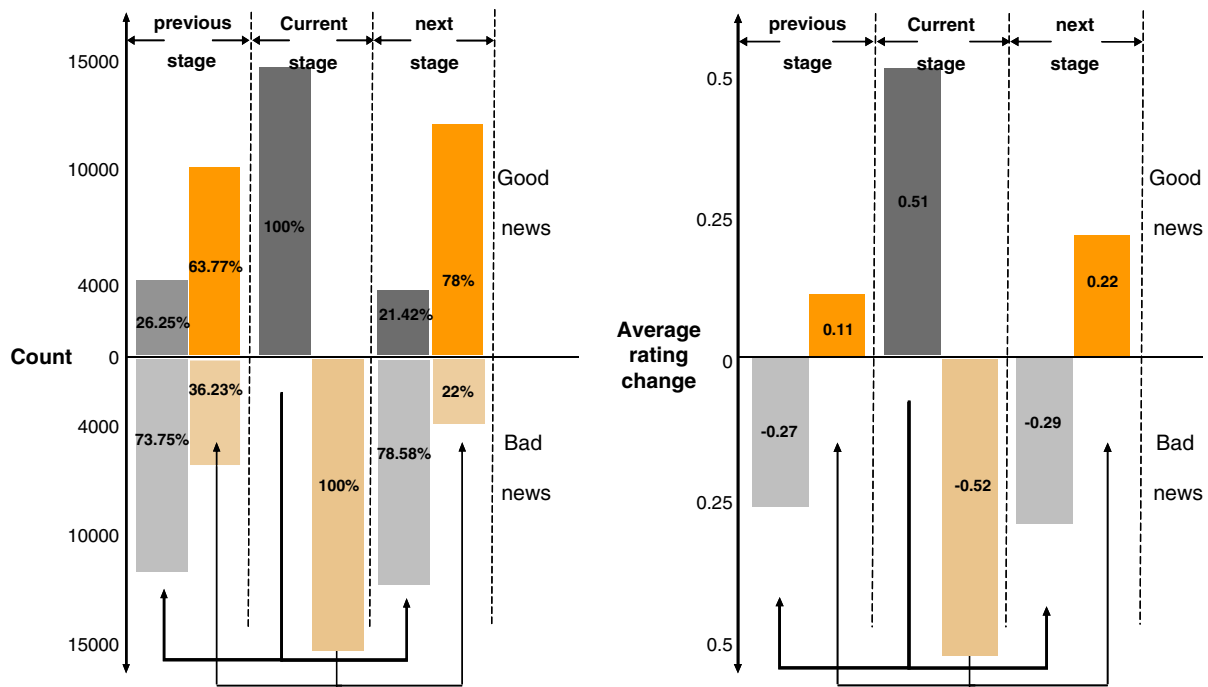 previous Current next
stage stage stage
15000
10000
4000
Count 0
4000
10000
15000
Good
news
Bad
news
26.25%
63.77%
100%
21.42%
78%
73.75%
36.23%
100%
78.58%
22%
previous Current next
stage stage stage
0.5
0.25
Average
rating
change
0
0.25
0.5
Good
news
Bad
news
0.11
0.51
0.22
-0.27
-0.52
-0.29